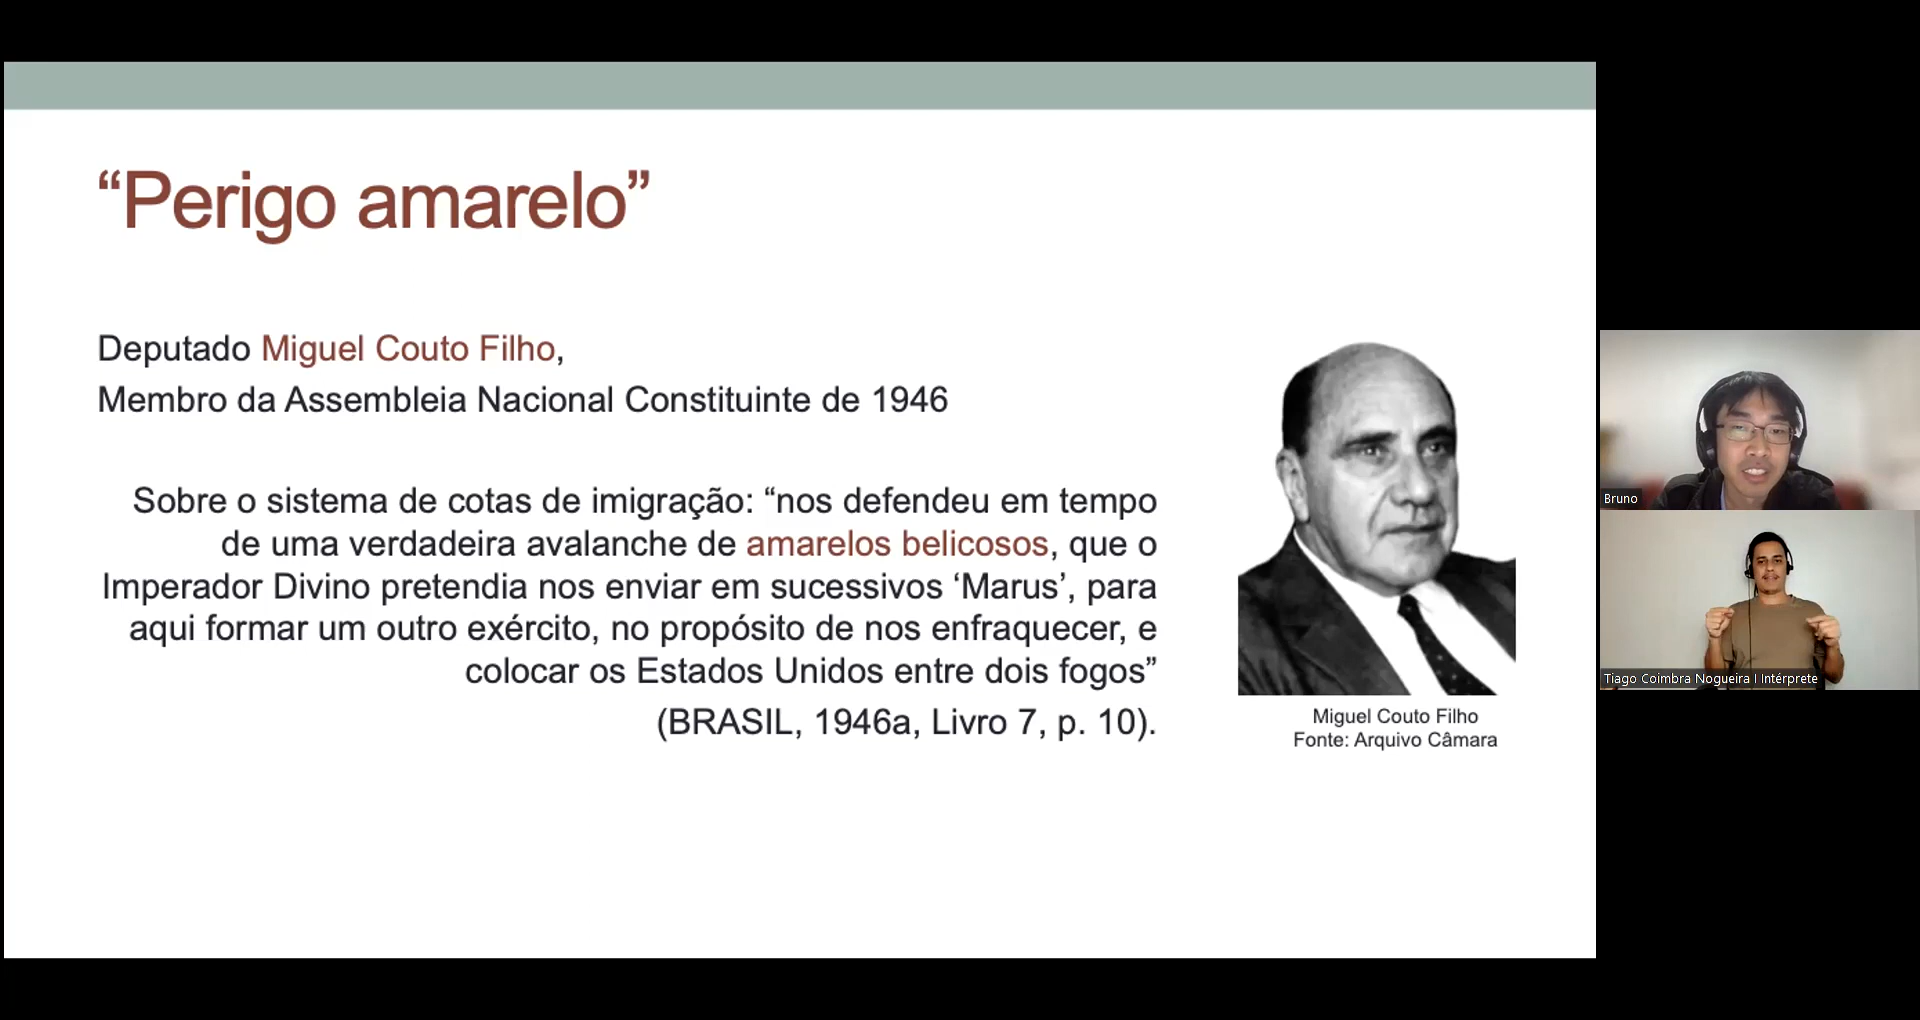 “Perigo amarelo”
Deputado Miguel Couto Filho,
Membro da Assembleia Nacional Constituinte de 1946
Sobre o sistema de cotas de imigração: “nos defendeu em tempo
de uma verdadeira avalanche de amarelos belicosos, que o
Imperador Divino pretendia nos enviar em sucessivos ‘Marus’, para
aqui formar um outro exército, no propósito de nos enfraquecer, e
colocar os Estados Unidos entre dois fogos”
(BRASIL, 1946a, Livro 7, p. 10).
Miguel Couto Filho
Fonte: Arquivo Câmara
Bruno
Tiago Coimbra Nogueira I Intérprete